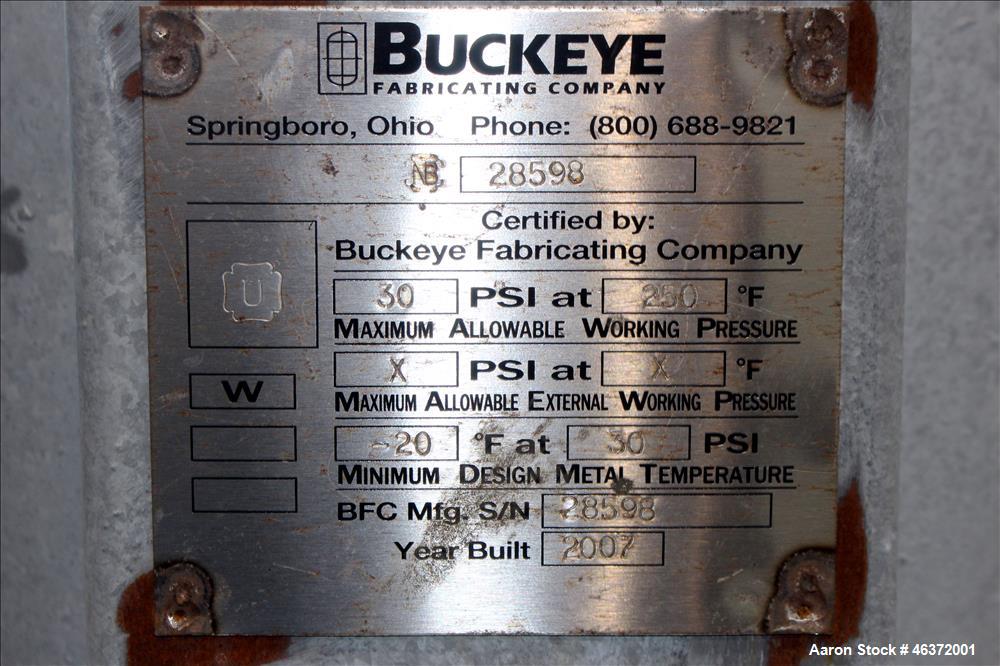 BUCKEYE
FABRICATING COMPANY
Springboro, Ohio Phone: (800) 688-9821
NB 28598
Certified by:
Buckeye Fabricating Company
U
30 PSI at 250 °F
MAXIMUM ALLOWABLE WORKING PRESSURE
X PSI at X °F
W
MAXIMUM ALLOWABLE EXTERNAL WORKING PRESSURE
-20 °F at 30 PSI
MINIMUM DESIGN METAL TEMPERATURE
BFC Mfg. S/N 28598
Year Built 2007
Aaron Stock # 46372001